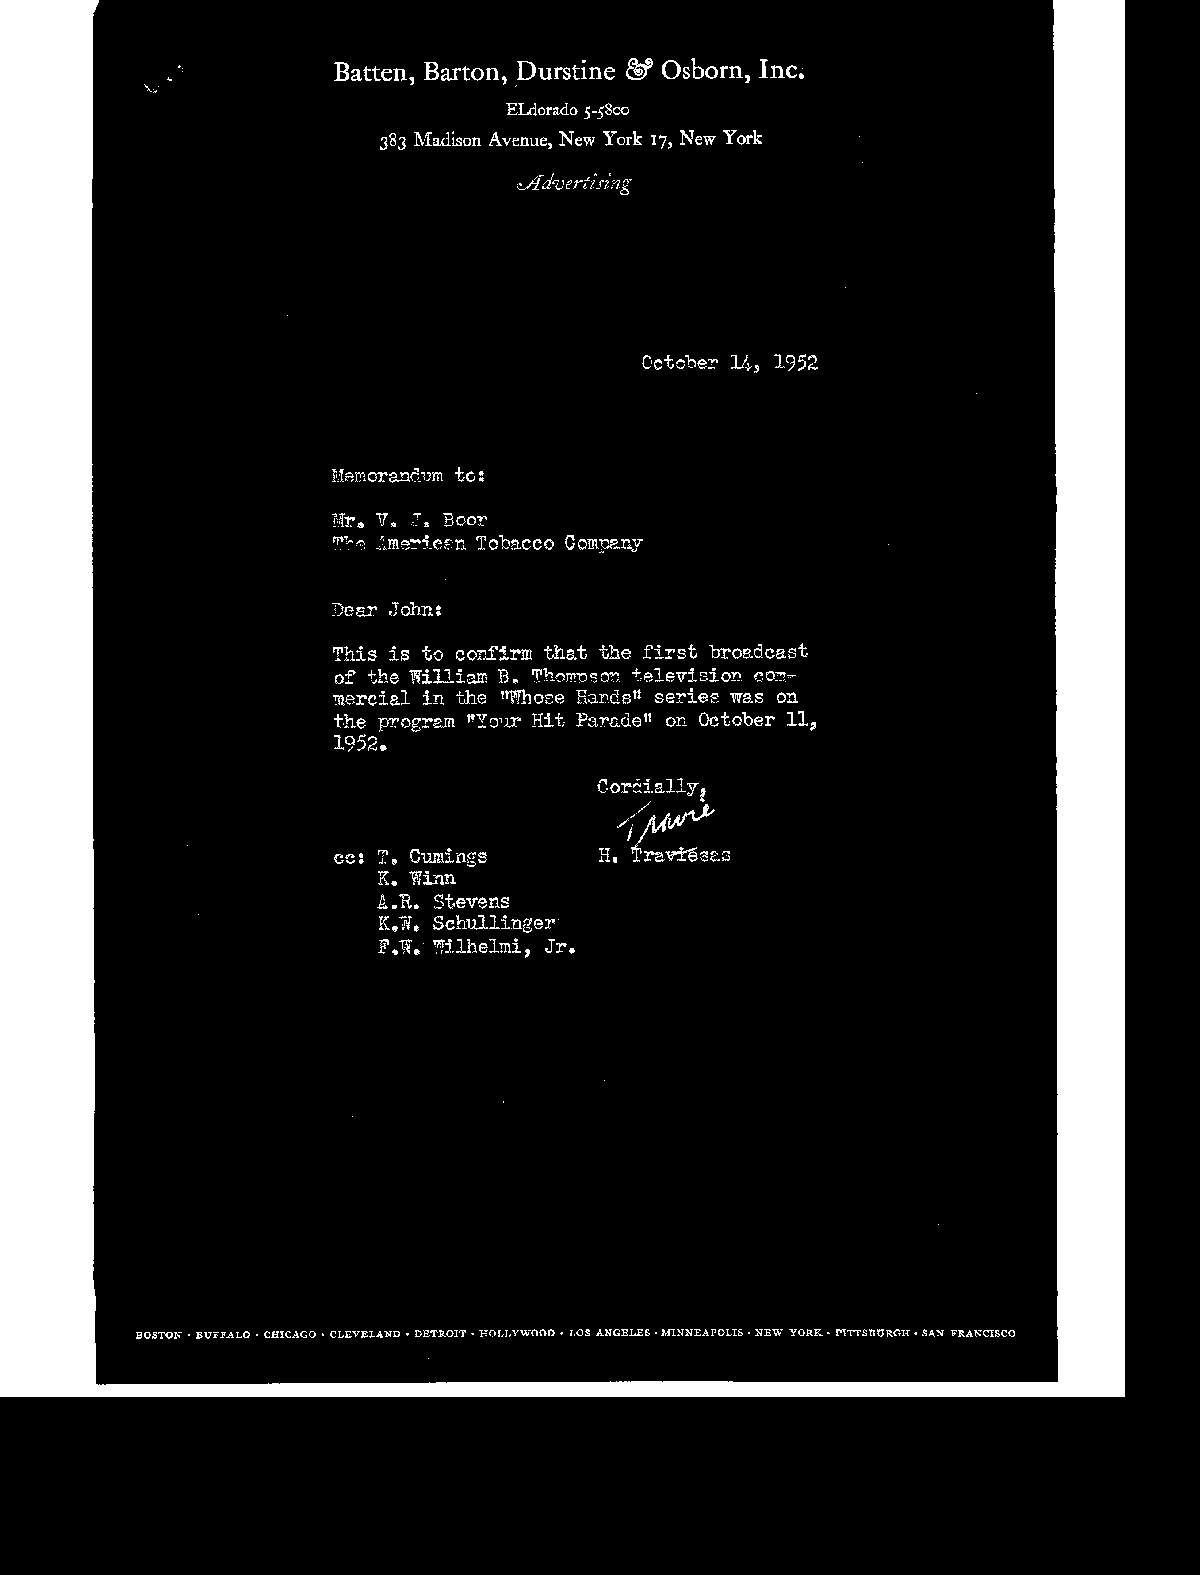 Batten, Barton, Durstine & Osborn, Inc.
ELdorado 5-5800
383 Madison Avenue, New York 17, New York
Advertising
October 14, 1952
Memorandum to:
Mr. V. J. Boor
The American Tobacco Company
Dear John:
This is to confirm that the first broadcast
of the William B. Thompson television com-
mercial in the "Whose Hands" series was on
the program "Your Hit Parade" on October 11,
1952.
Cordially,
Travie
cc: T. Cumings H. Traviesas
K. Winn
A.R. Stevens
K.W. Schullinger
F.W. Wilhelmi, Jr.
BOSTON · BUFFALO · CHICAGO · CLEVELAND · DETROIT · HOLLYWOOD · LOS ANGELES · MINNEAPOLIS · NEW YORK · PITTSBURGH · SAN FRANCISCO